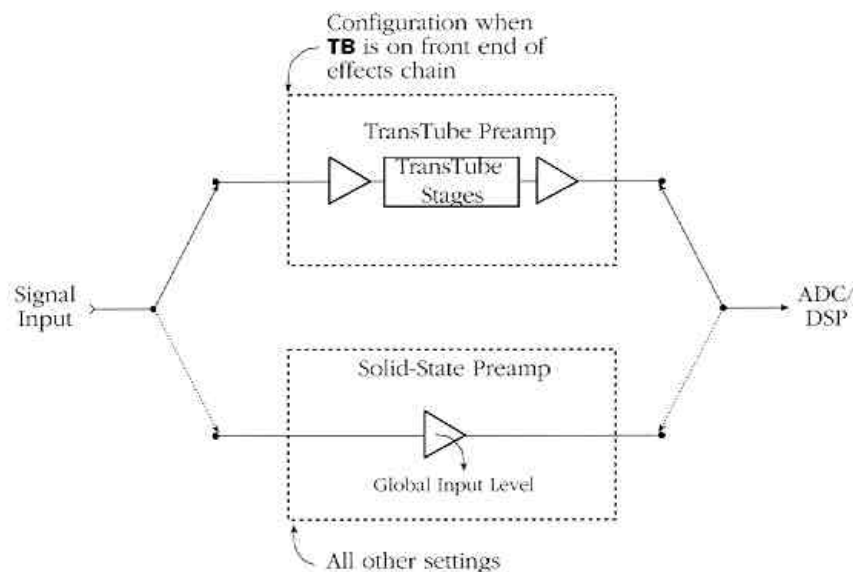 Configuration when
TB is on front end of
effects chain
TransTube Preamp
TransTube
Stages
Signal
Input
ADC/
DSP
Solid-State Preamp
Global Input Level
All other settings